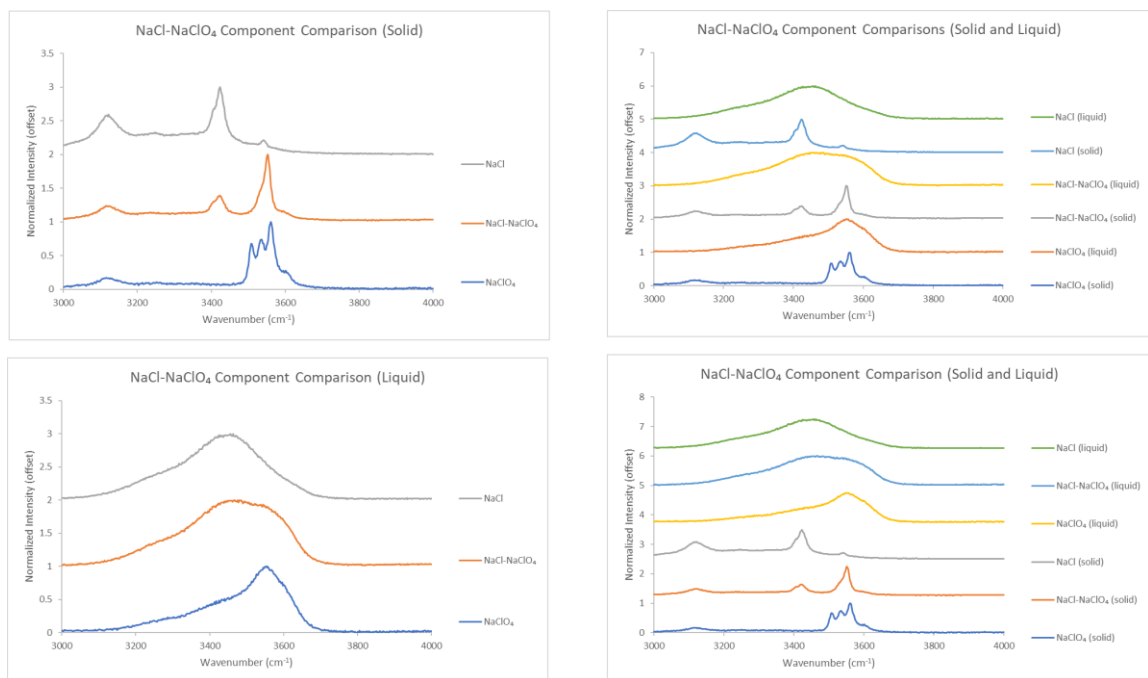 NaCl-NaClO₄ Component Comparison (Solid)
3.5
3
2.5
2
1.5
1
0.5
0
3000 3200 3400 3600 3800 4000
Wavenumber (cm⁻¹)
Normalized Intensity (offset)
NaCl
NaCl-NaClO₄
NaClO₄
NaCl-NaClO₄ Component Comparisons (Solid and Liquid)
7
6
5
4
3
2
1
0
3000 3200 3400 3600 3800 4000
Wavenumber (cm⁻¹)
Normalized Intensity (offset)
NaCl (liquid)
NaCl (solid)
NaCl-NaClO₄ (liquid)
NaCl-NaClO₄ (solid)
NaClO₄ (liquid)
NaClO₄ (solid)
NaCl-NaClO₄ Component Comparison (Liquid)
3.5
3
2.5
2
1.5
1
0.5
0
3000 3200 3400 3600 3800 4000
Wavenumber (cm⁻¹)
Normalized Intensity (offset)
NaCl
NaCl-NaClO₄
NaClO₄
NaCl-NaClO₄ Component Comparison (Solid and Liquid)
8
7
6
5
4
3
2
1
0
3000 3200 3400 3600 3800 4000
Wavenumber (cm⁻¹)
Normalized Intensity (offset)
NaCl (liquid)
NaCl-NaClO₄ (liquid)
NaClO₄ (liquid)
NaCl (solid)
NaCl-NaClO₄ (solid)
NaClO₄ (solid)